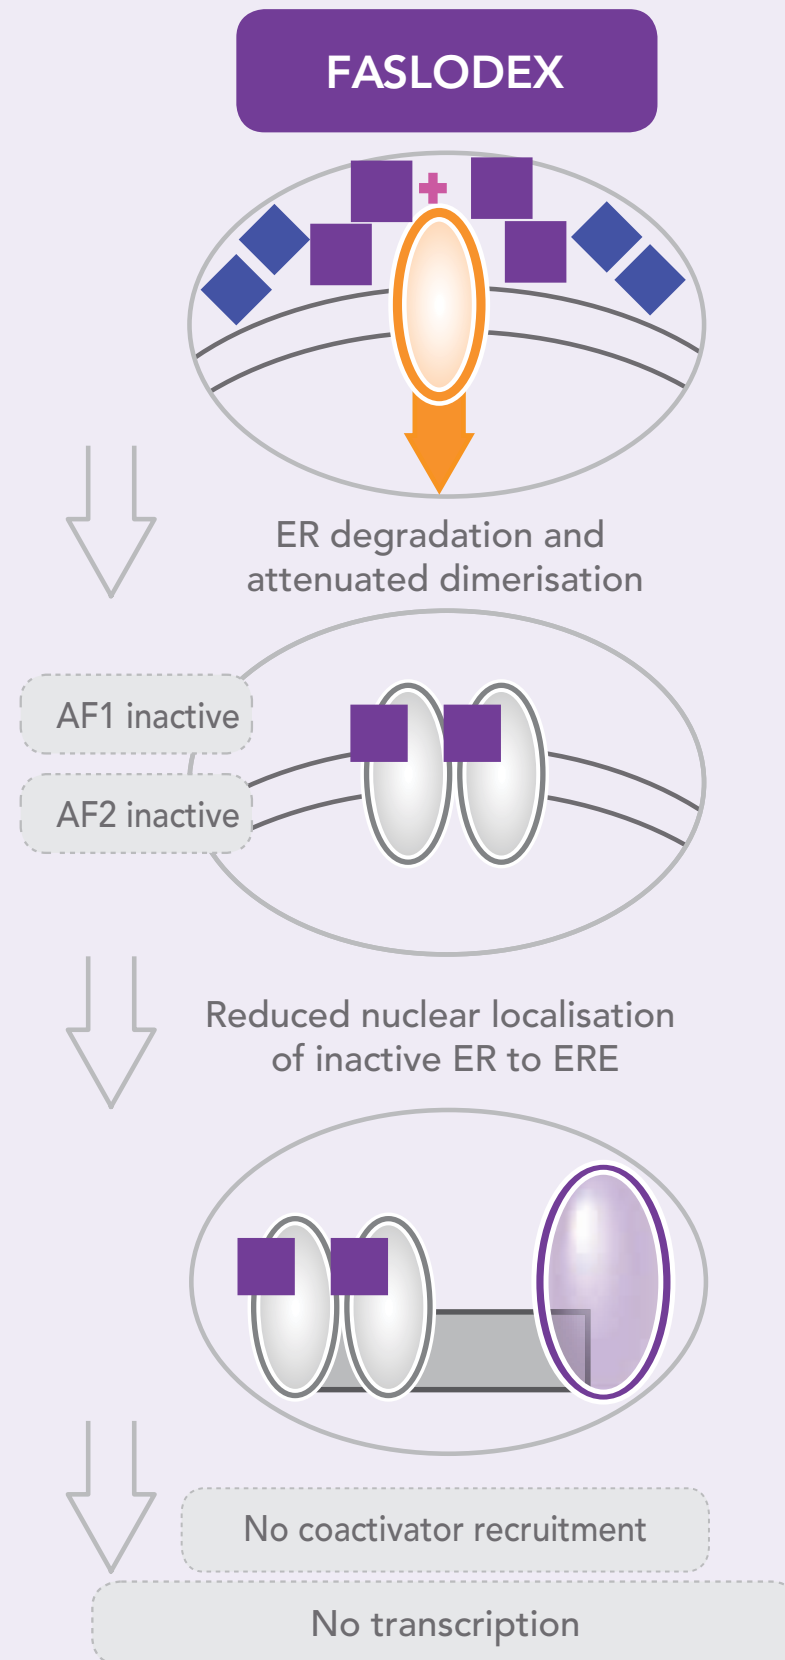 FASLODEX
ER degradation and
attenuated dimerisation
AF1 inactive
AF2 inactive
Reduced nuclear localisation
of inactive ER to ERE
No coactivator recruitment
No transcription